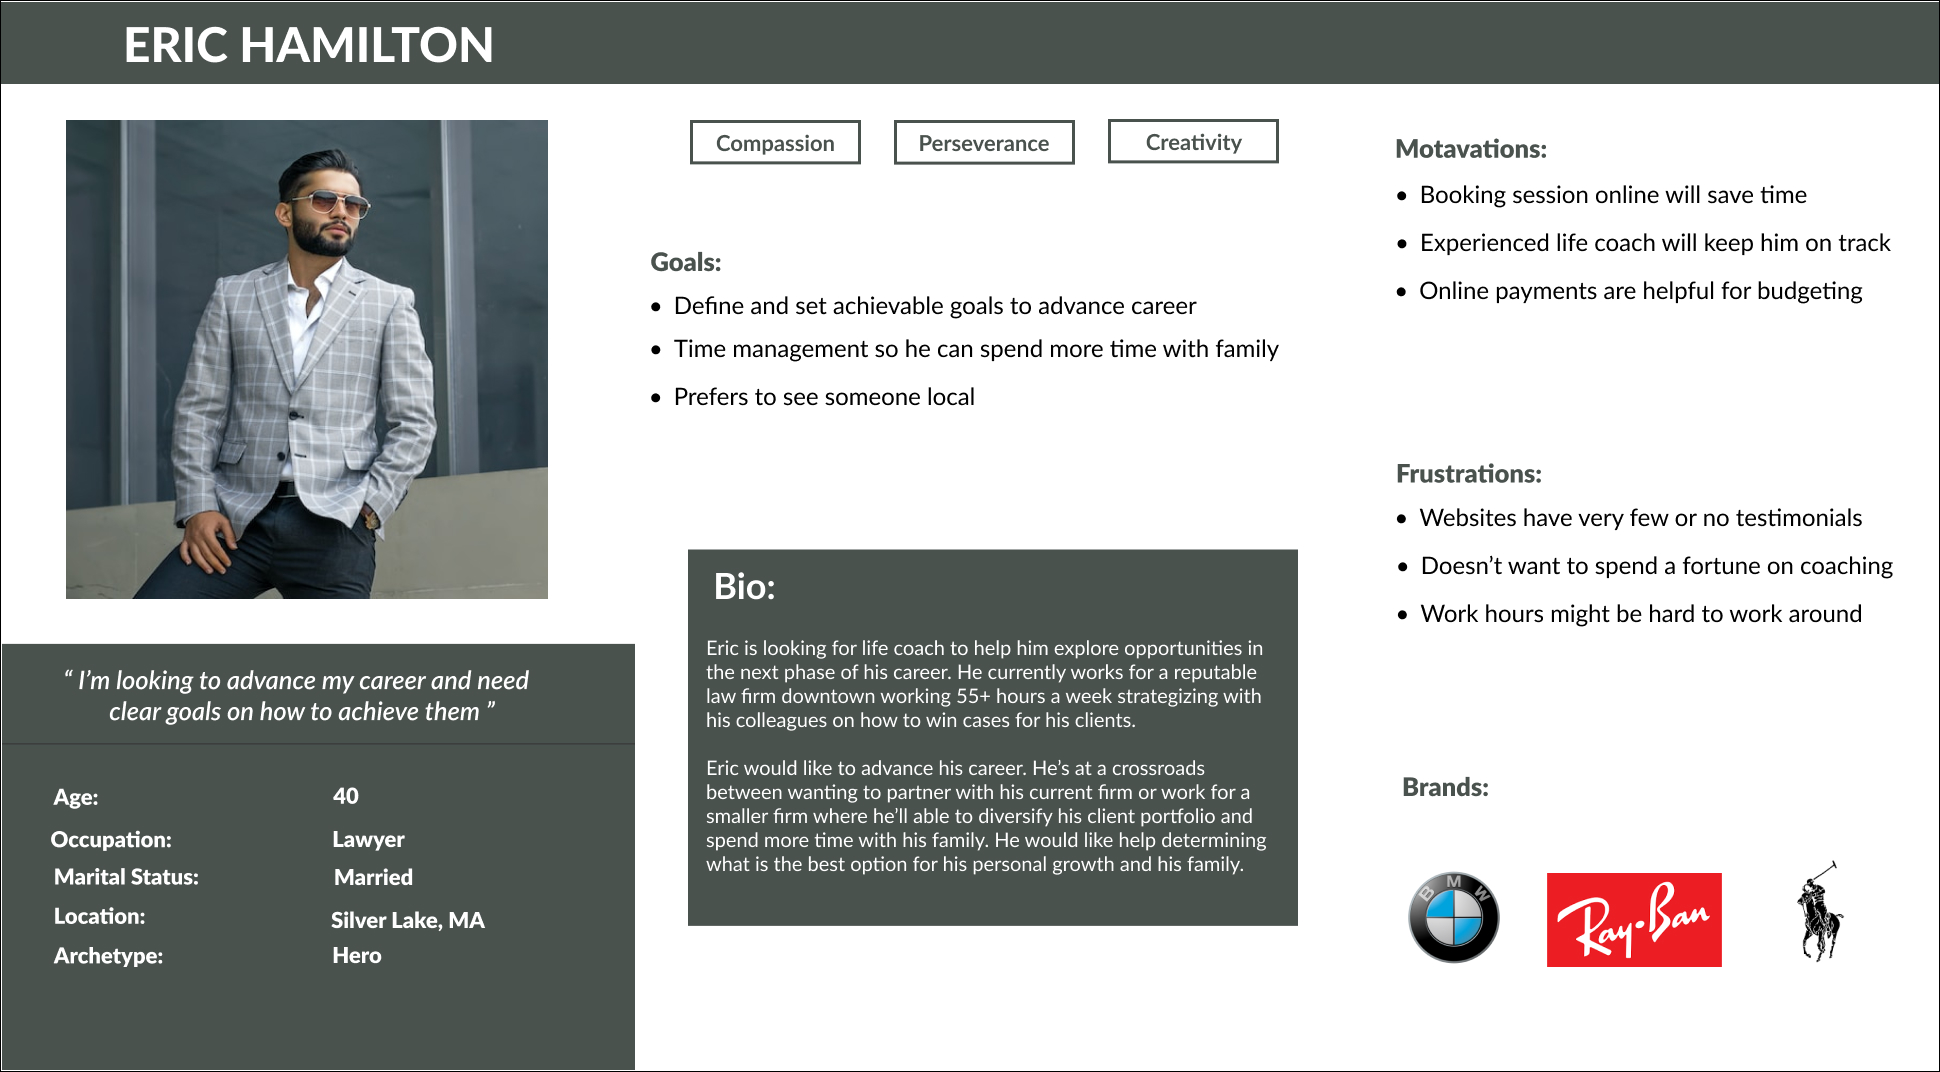 ERIC HAMILTON
Compassion
Perseverance
Creativity
Goals:
• Define and set achievable goals to advance career
• Time management so he can spend more time with family
• Prefers to see someone local
Motavations:
• Booking session online will save time
• Experienced life coach will keep him on track
• Online payments are helpful for budgeting
Frustrations:
• Websites have very few or no testimonials
• Doesn’t want to spend a fortune on coaching
• Work hours might be hard to work around
“ I’m looking to advance my career and need
clear goals on how to achieve them ”
Age: 40
Occupation: Lawyer
Marital Status: Married
Location: Silver Lake, MA
Archetype: Hero
Bio:
Eric is looking for life coach to help him explore opportunities in
the next phase of his career. He currently works for a reputable
law firm downtown working 55+ hours a week strategizing with
his colleagues on how to win cases for his clients.
Eric would like to advance his career. He’s at a crossroads
between wanting to partner with his current firm or work for a
smaller firm where he’ll able to diversify his client portfolio and
spend more time with his family. He would like help determining
what is the best option for his personal growth and his family.
Brands:
BMW
Ray-Ban